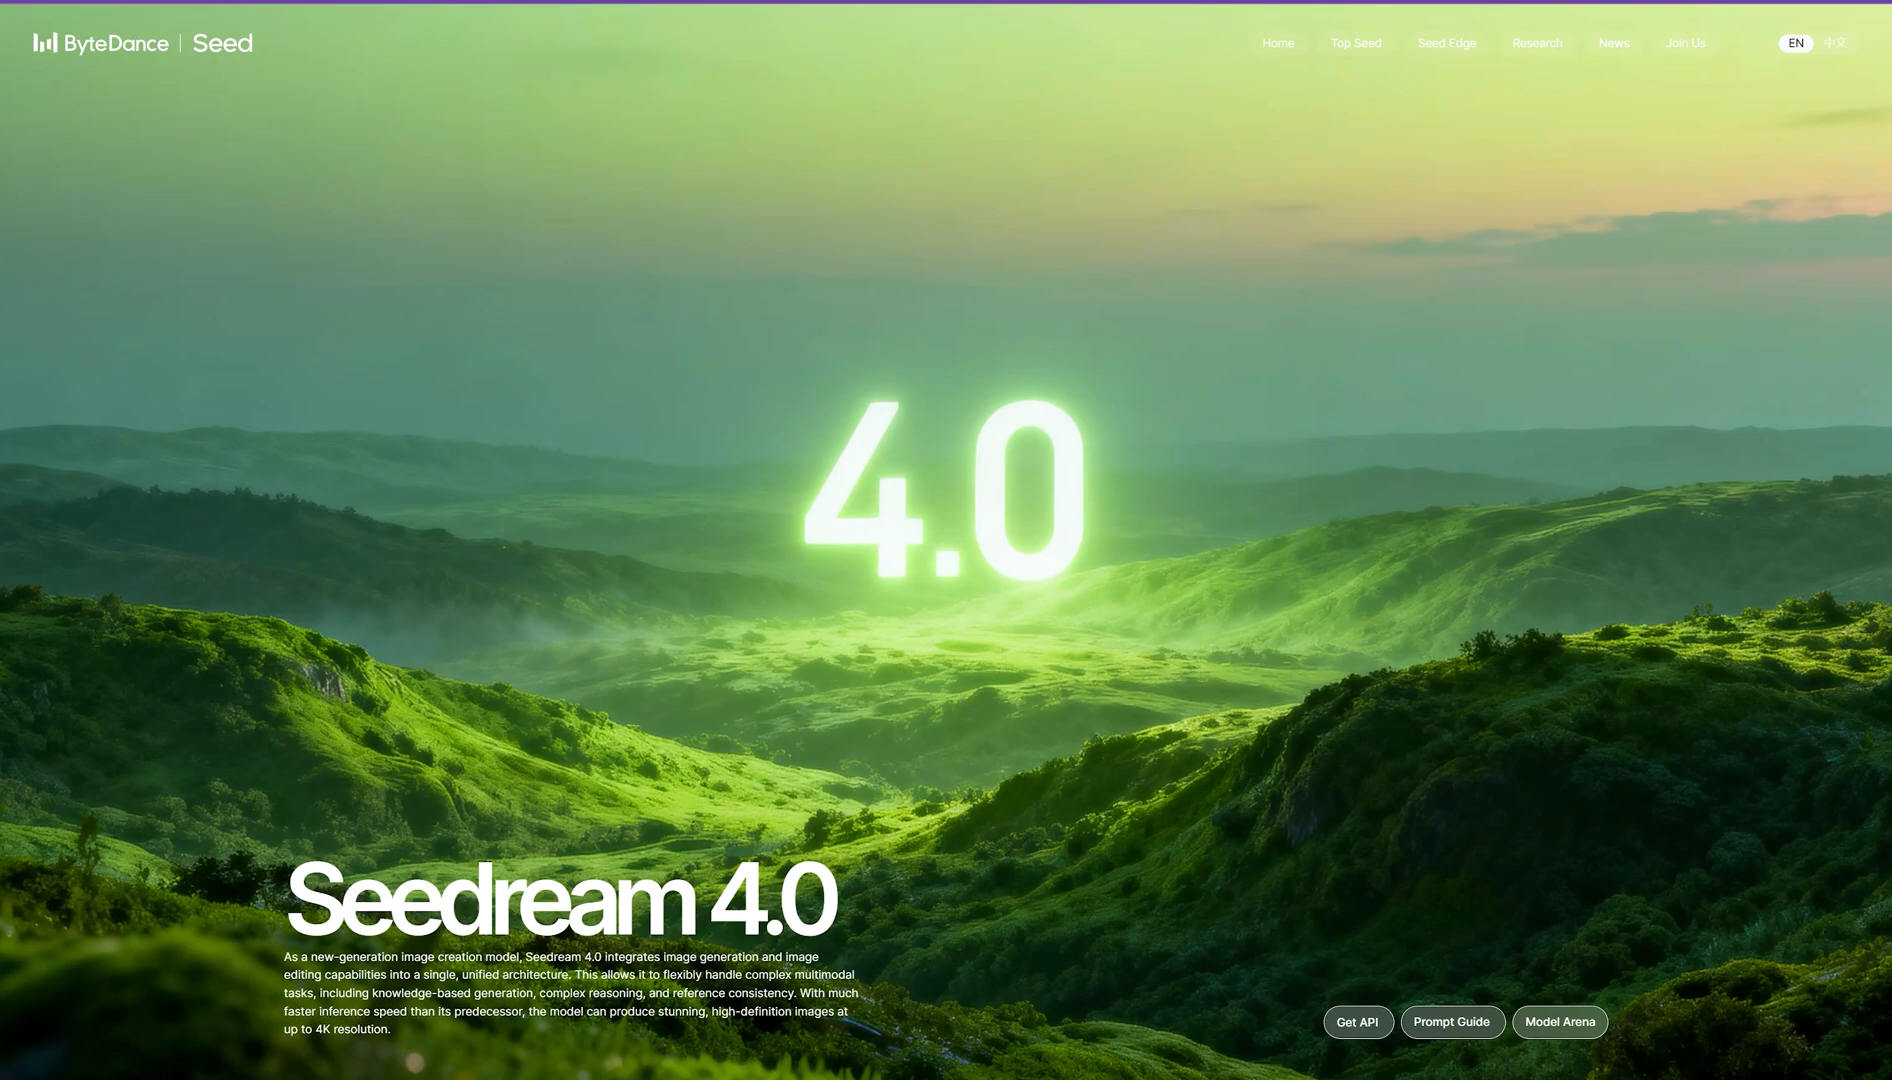 ByteDance | Seed
Home Top Seed Seed Edge Research News Join Us EN 中文
4.0
Seedream 4.0
As a new-generation image creation model, Seedream 4.0 integrates image generation and image
editing capabilities into a single, unified architecture. This allows it to flexibly handle complex multimodal
tasks, including knowledge-based generation, complex reasoning, and reference consistency. With much
faster inference speed than its predecessor, the model can produce stunning, high-definition images at
up to 4K resolution.
Get API Prompt Guide Model Arena